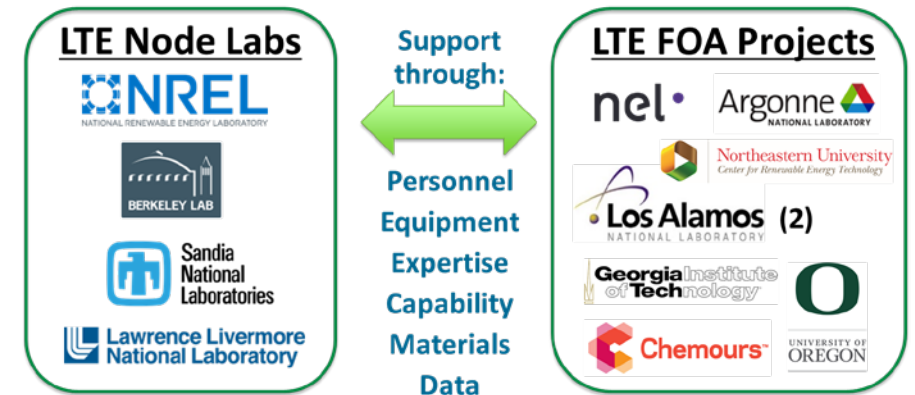 LTE Node Labs
NREL
NATIONAL RENEWABLE ENERGY LABORATORY
BERKELEY LAB
Sandia
National
Laboratories
Lawrence Livermore
National Laboratory
Support
through:
Personnel
Equipment
Expertise
Capability
Materials
Data
LTE FOA Projects
nel
Argonne
NATIONAL LABORATORY
Northeastern University
Center for Renewable Energy Technology
Los Alamos (2)
NATIONAL LABORATORY
Georgia Institute
of Technology
UNIVERSITY OF
OREGON
Chemours™